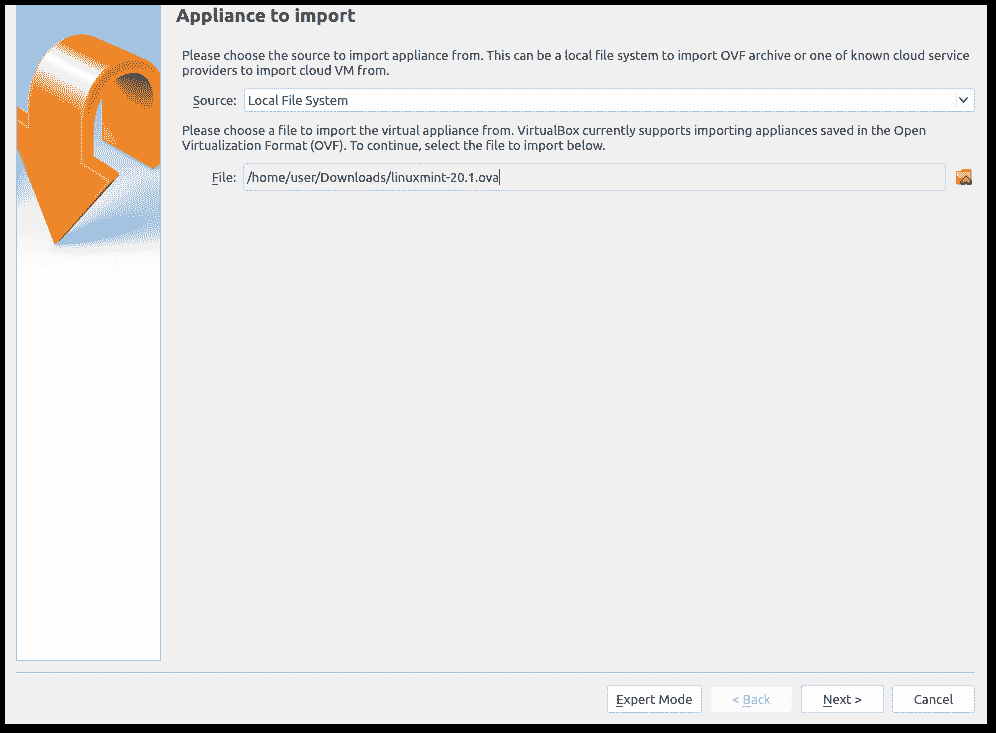 Appliance to import
Please choose the source to import appliance from. This can be a local file system to import OVF archive or one of known cloud service
providers to import cloud VM from.
Source: Local File System
Please choose a file to import the virtual appliance from. VirtualBox currently supports importing appliances saved in the Open
Virtualization Format (OVF). To continue, select the file to import below.
File: /home/user/Downloads/linuxmint-20.1.ova
Expert Mode < Back Next > Cancel